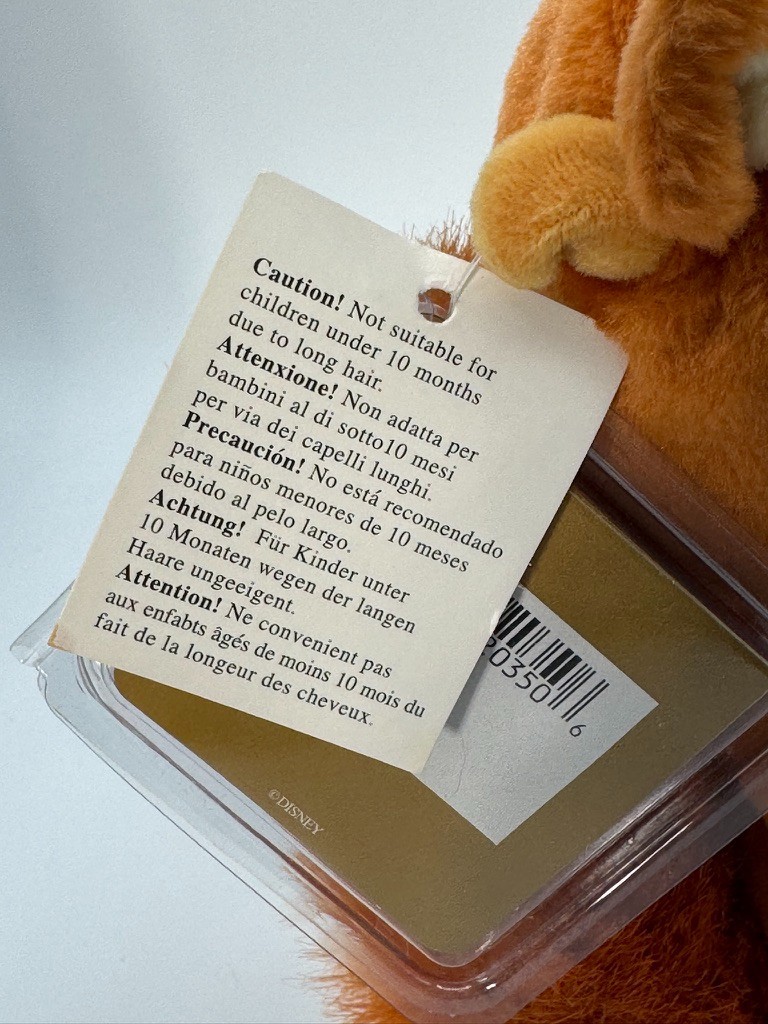 Caution! Not suitable for
children under 10 months
due to long hair.
Attenxione! Non adatta per
bambini al di sotto10 mesi
per via dei capelli lunghi.
Precaución! No está recomendado
para niños menores de 10 meses
debido al pelo largo.
Achtung! Für Kinder unter
10 Monaten wegen der langen
Haare ungeeigent.
Attention! Ne convenient pas
aux enfabts âgés de moins 10 mois du
fait de la longeur des cheveux.
0350 6
©DISNEY